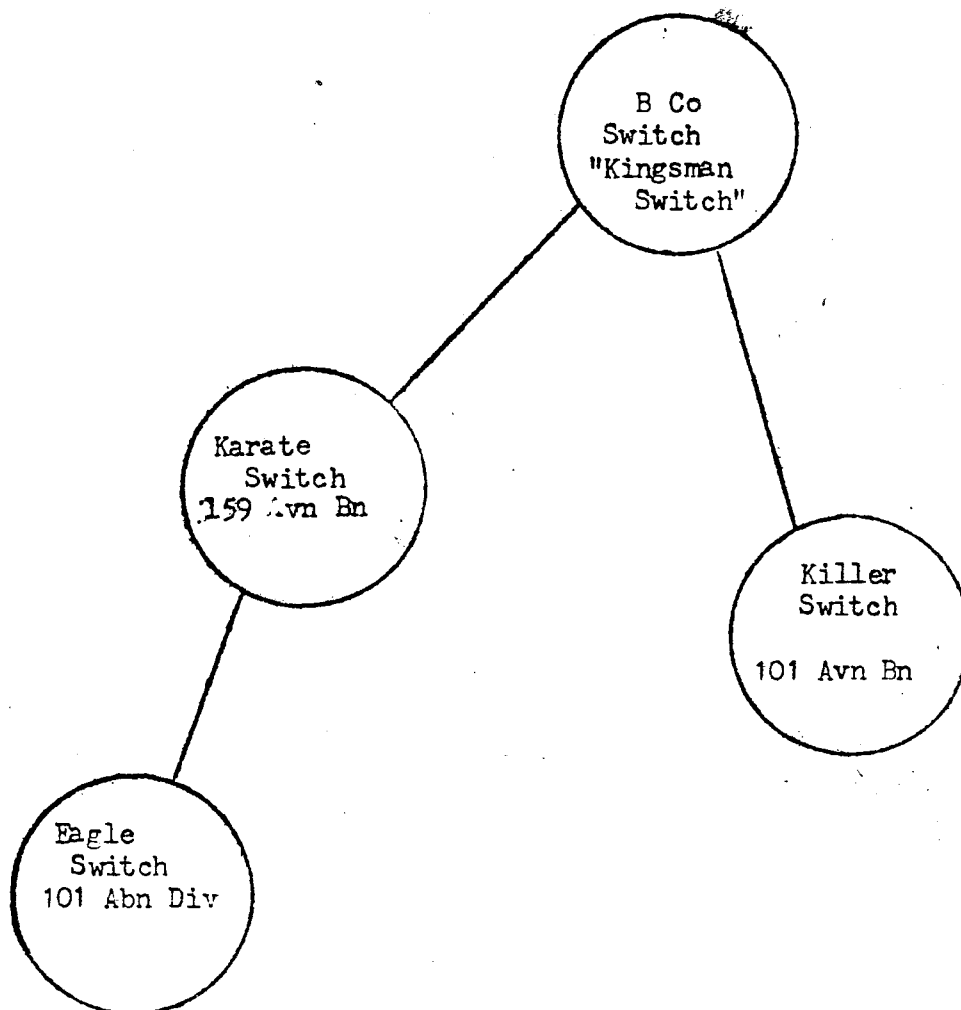 B Co
Switch
"Kingsman
Switch"
Karate
Switch
159 Avn Bn
Killer
Switch
101 Avn Bn
Eagle
Switch
101 Abn Div